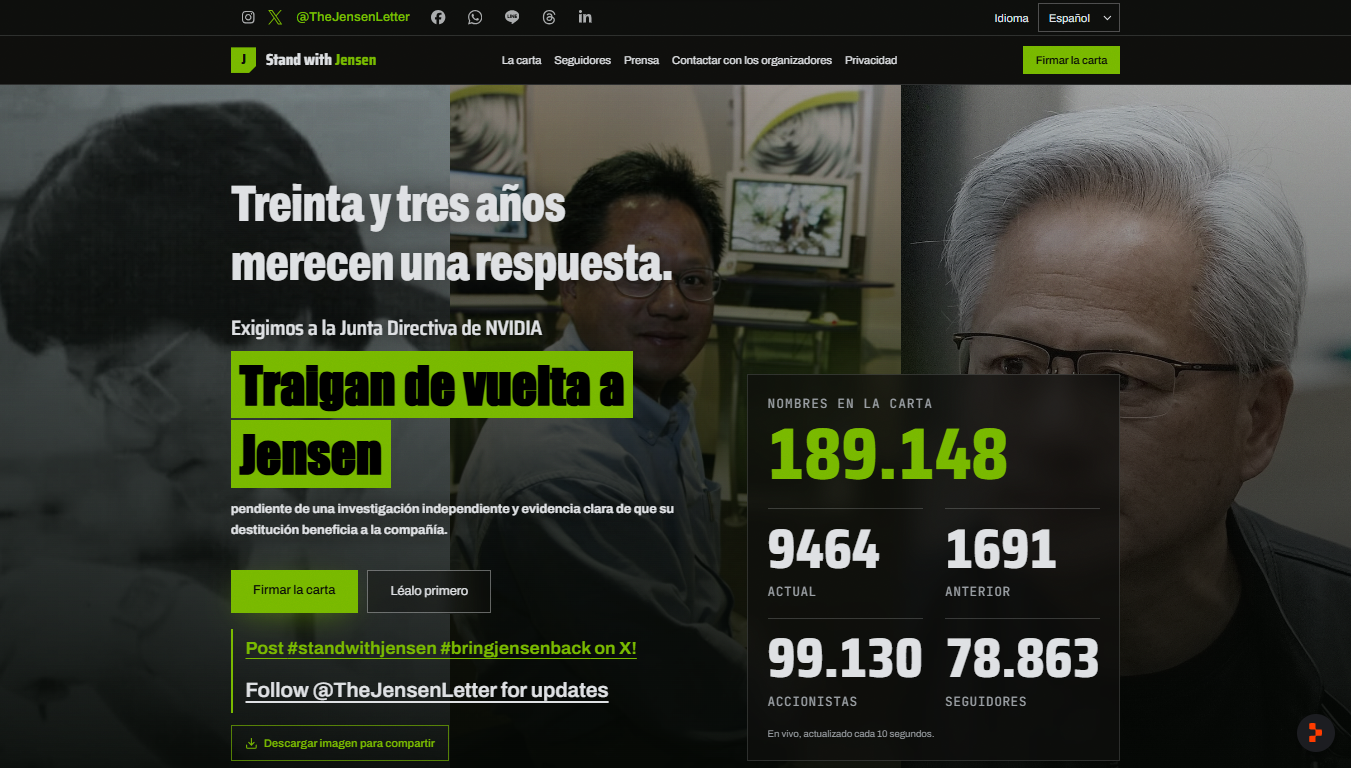 @TheJensenLetter
Idioma
Español
J
Stand with Jensen
La carta
Seguidores
Prensa
Contactar con los organizadores
Privacidad
Firmar la carta
Treinta y tres años
merecen una respuesta.
Exigimos a la Junta Directiva de NVIDIA
Traigan de vuelta a
Jensen
pendiente de una investigación independiente y evidencia clara de que su
destitución beneficia a la compañía.
Firmar la carta
Léalo primero
Post #standwithjensen #bringjensenback on X!
Follow @TheJensenLetter for updates
Descargar imagen para compartir
NOMBRES EN LA CARTA
189.148
9464
ACTUAL
1691
ANTERIOR
99.130
ACCIONISTAS
78.863
SEGUIDORES
En vivo, actualizado cada 10 segundos.